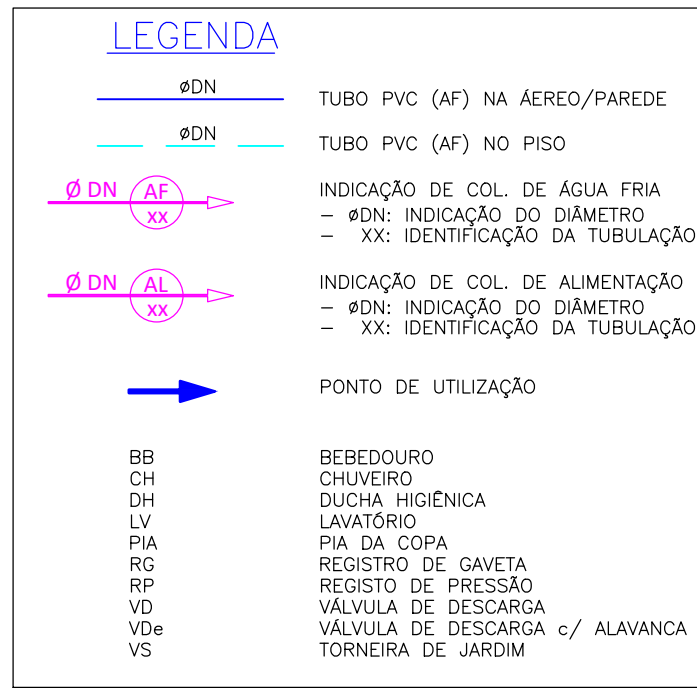 LEGENDA
øDN TUBO PVC (AF) NA ÁEREO/PAREDE
øDN TUBO PVC (AF) NO PISO
Ø DN AF xx INDICAÇÃO DE COL. DE ÁGUA FRIA
– øDN: INDICAÇÃO DO DIÂMETRO
– XX: IDENTIFICAÇÃO DA TUBULAÇÃO
Ø DN AL xx INDICAÇÃO DE COL. DE ALIMENTAÇÃO
– øDN: INDICAÇÃO DO DIÂMETRO
– XX: IDENTIFICAÇÃO DA TUBULAÇÃO
PONTO DE UTILIZAÇÃO
BB BEBEDOURO
CH CHUVEIRO
DH DUCHA HIGIÊNICA
LV LAVATÓRIO
PIA PIA DA COPA
RG REGISTRO DE GAVETA
RP REGISTO DE PRESSÃO
VD VÁLVULA DE DESCARGA
VDe VÁLVULA DE DESCARGA c/ ALAVANCA
VS TORNEIRA DE JARDIM